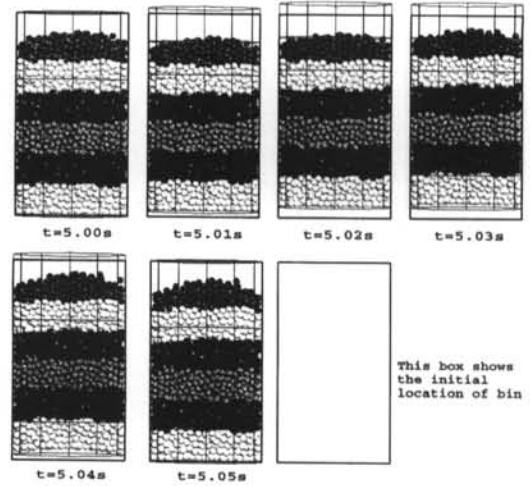 t=5.00s
t=5.01s
t=5.02s
t=5.03s
t=5.04s
t=5.05s
This box shows
the initial
location of bin